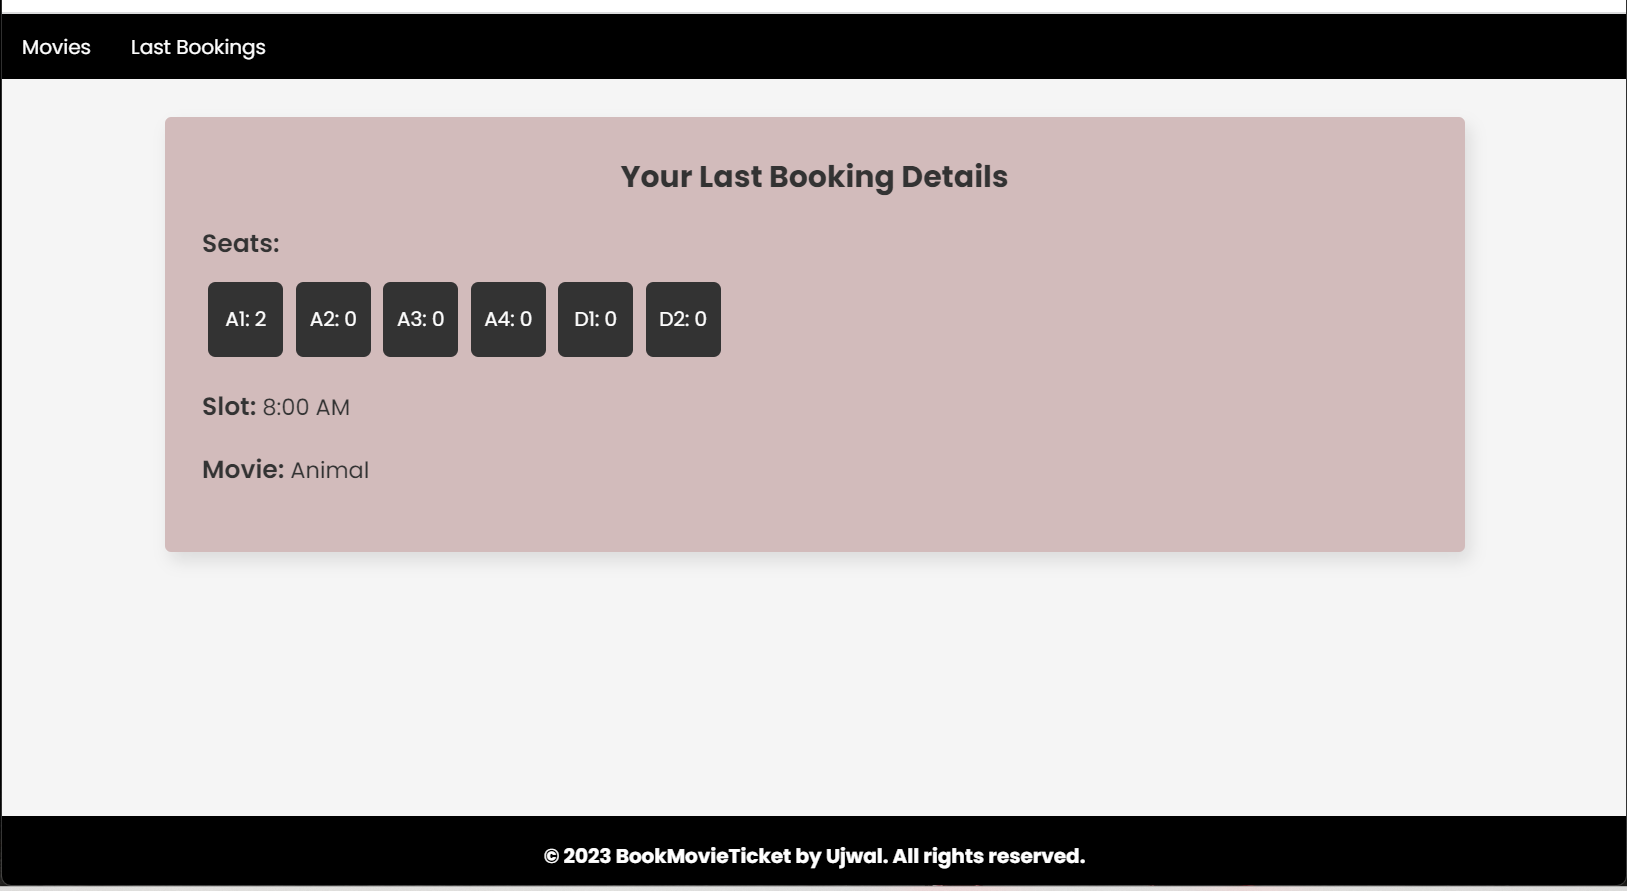 Movies Last Bookings
Your Last Booking Details
Seats:
A1: 2 A2: 0 A3: 0 A4: 0 D1: 0 D2: 0
Slot: 8:00 AM
Movie: Animal
© 2023 BookMovieTicket by Ujwal. All rights reserved.